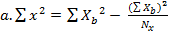 a. ∑ x² = ∑ X_b² − (∑ X_b)² / N_x